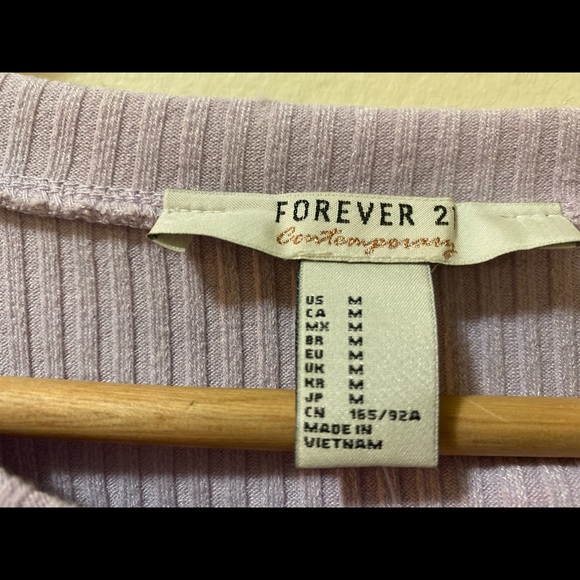 FOREVER 21
Contemporary
US M
CA M
MX M
BR M
EU M
UK M
KR M
JP M
CN 165/92A
MADE IN
VIETNAM